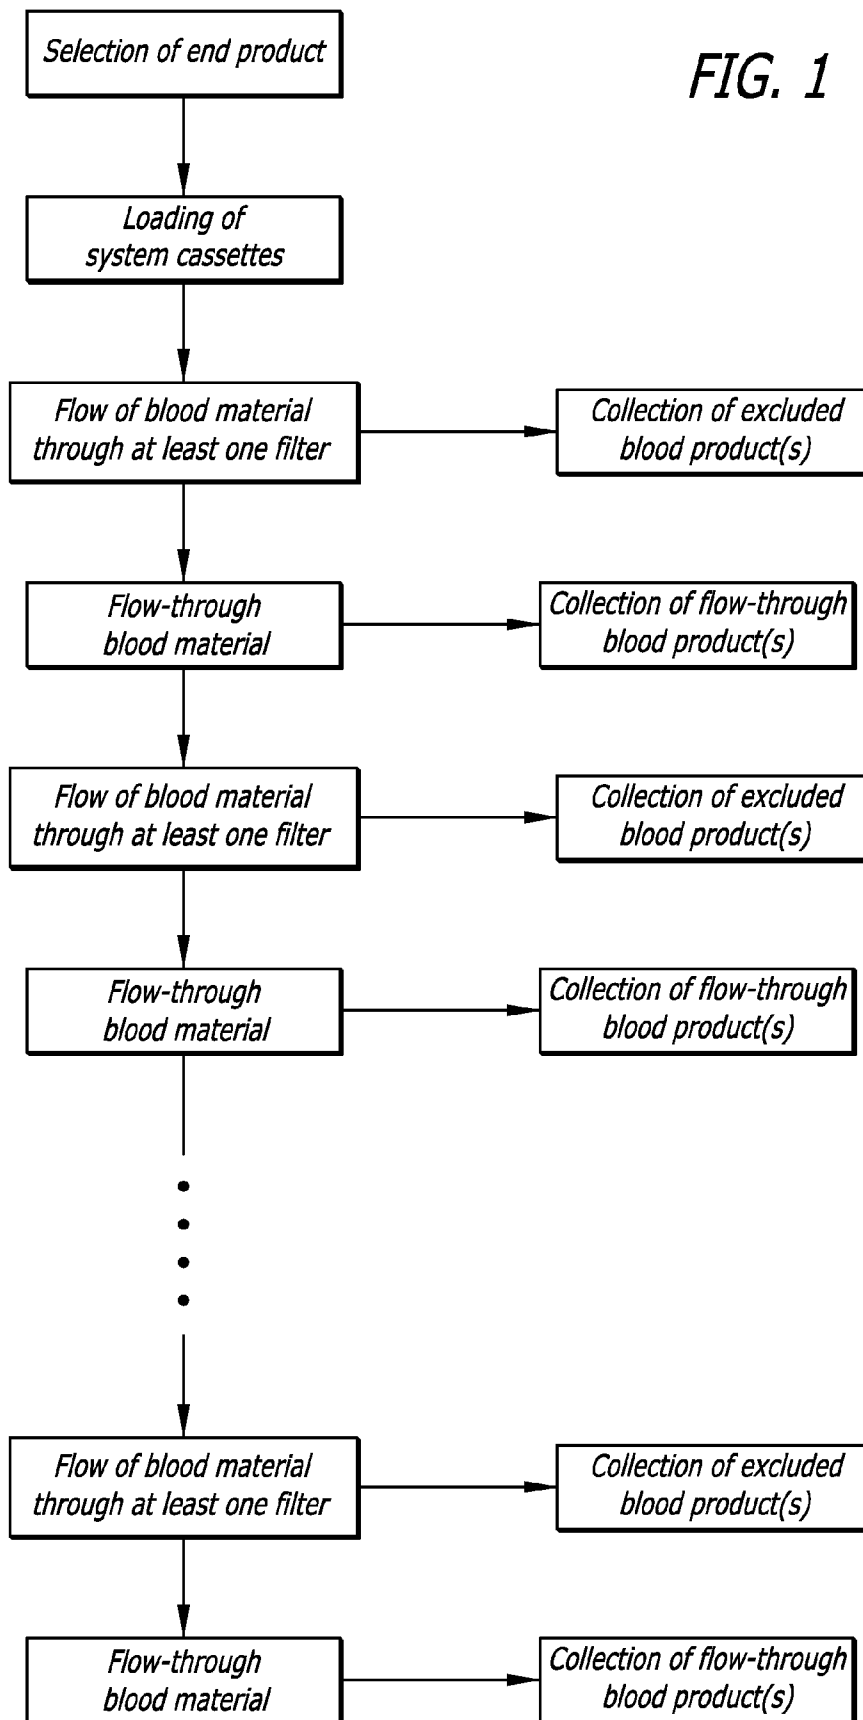 FIG. 1
Selection of end product
Loading of
system cassettes
Flow of blood material
through at least one filter
Collection of excluded
blood product(s)
Flow-through
blood material
Collection of flow-through
blood product(s)
Flow of blood material
through at least one filter
Collection of excluded
blood product(s)
Flow-through
blood material
Collection of flow-through
blood product(s)
Flow of blood material
through at least one filter
Collection of excluded
blood product(s)
Flow-through
blood material
Collection of flow-through
blood product(s)